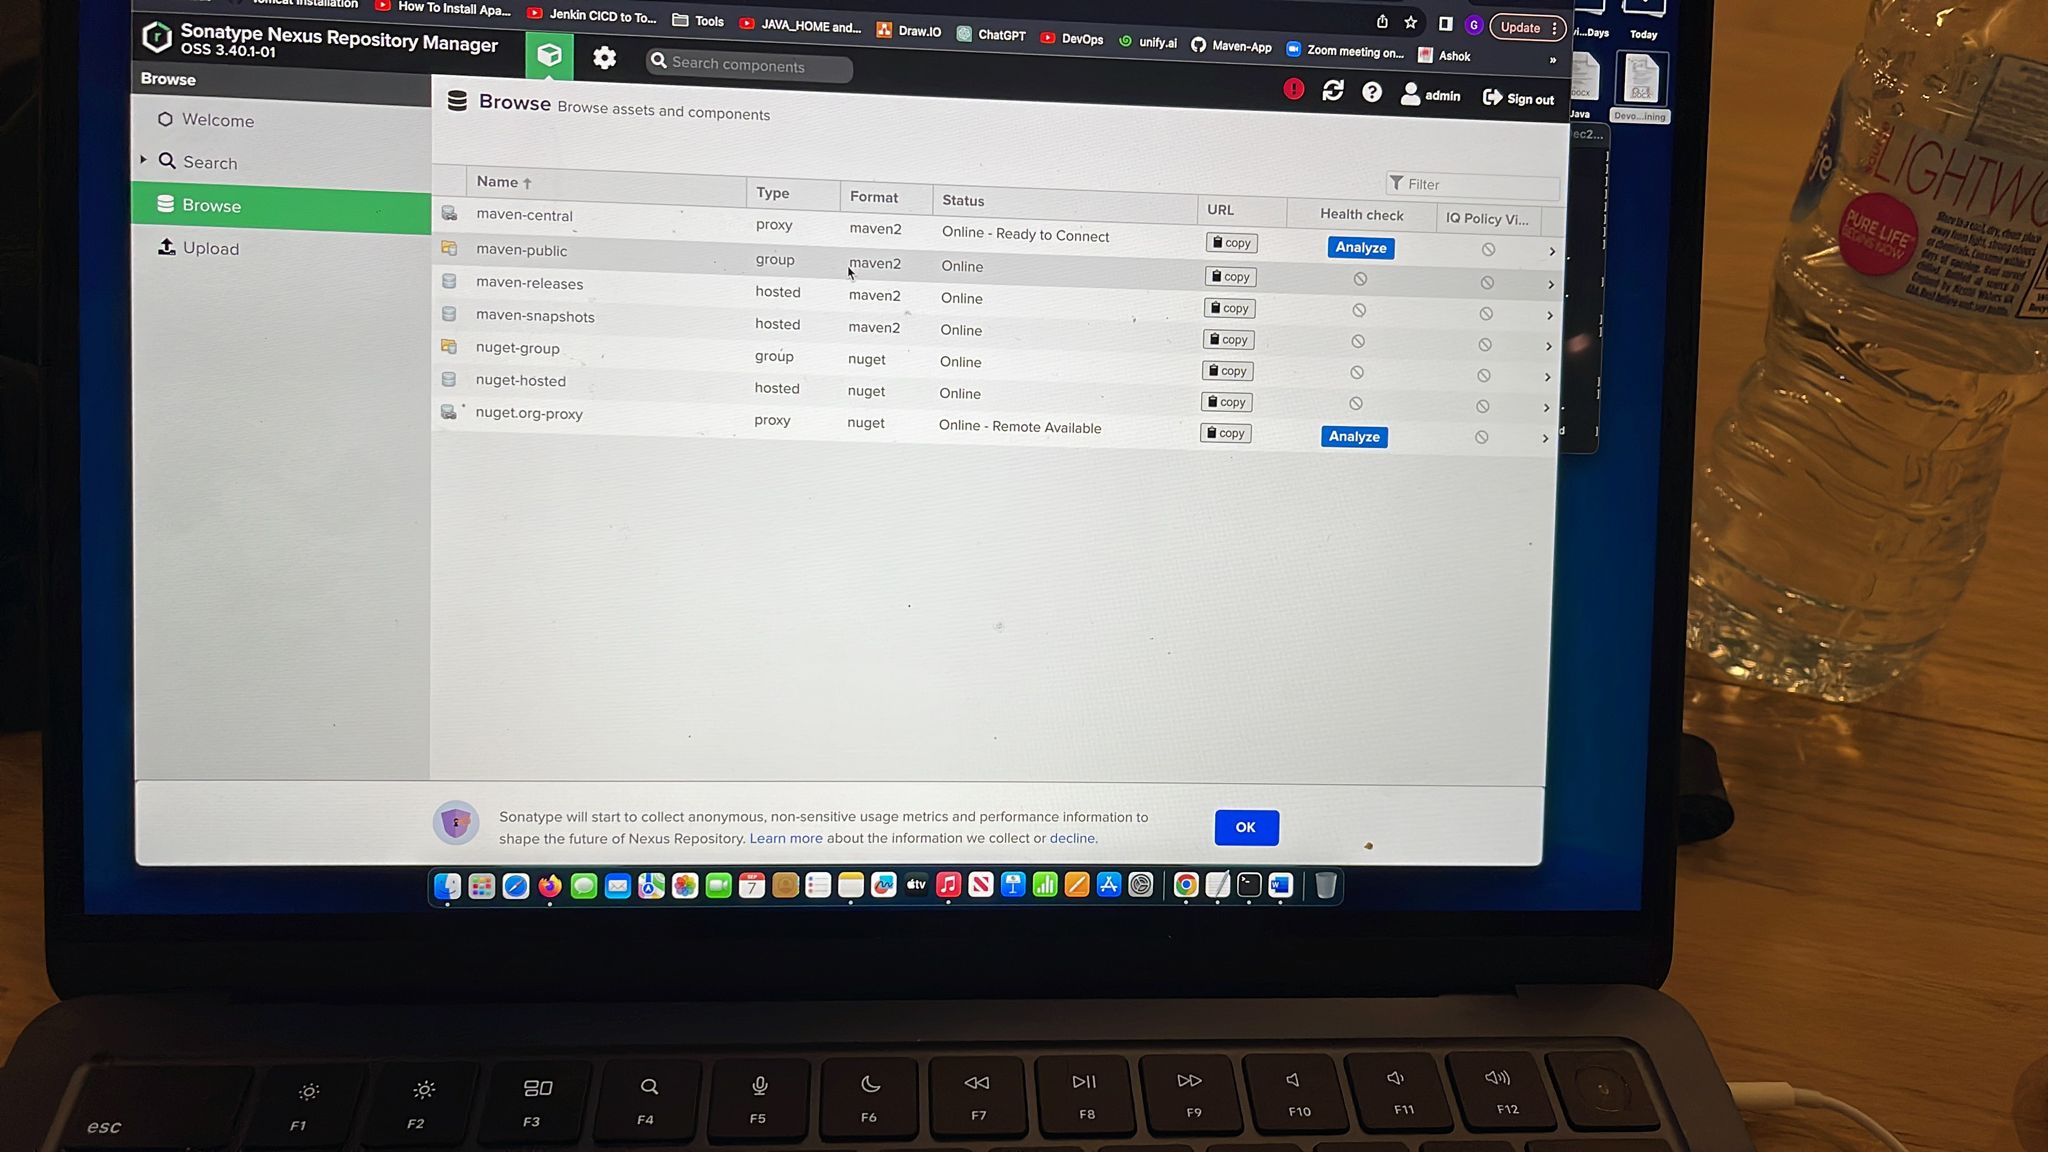 How To Install Apa...
Jenkin CICD to To...
Tools
JAVA_HOME and...
Draw.IO
ChatGPT
DevOps
unify.ai
Maven-App
Zoom meeting on...
Ashok
»
G
Update
Sonatype Nexus Repository Manager
OSS 3.40.1-01
Search components
admin
Sign out
Browse
Welcome
Search
Browse
Upload
Browse Browse assets and components
Filter
Name Type Format Status URL Health check IQ Policy Vi...
maven-central proxy maven2 Online - Ready to Connect copy Analyze
maven-public group maven2 Online copy
maven-releases hosted maven2 Online copy
maven-snapshots hosted maven2 Online copy
nuget-group group nuget Online copy
nuget-hosted hosted nuget Online copy
nuget.org-proxy proxy nuget Online - Remote Available copy Analyze
Sonatype will start to collect anonymous, non-sensitive usage metrics and performance information to
shape the future of Nexus Repository. Learn more about the information we collect or decline.
OK
Today
Java
Devo...ining
DOCX
tv
SEP
7
PURE LIFE
BEGINS NOW
esc
F1
F2
F3
F4
F5
F6
F7
F8
F9
F10
F11
F12